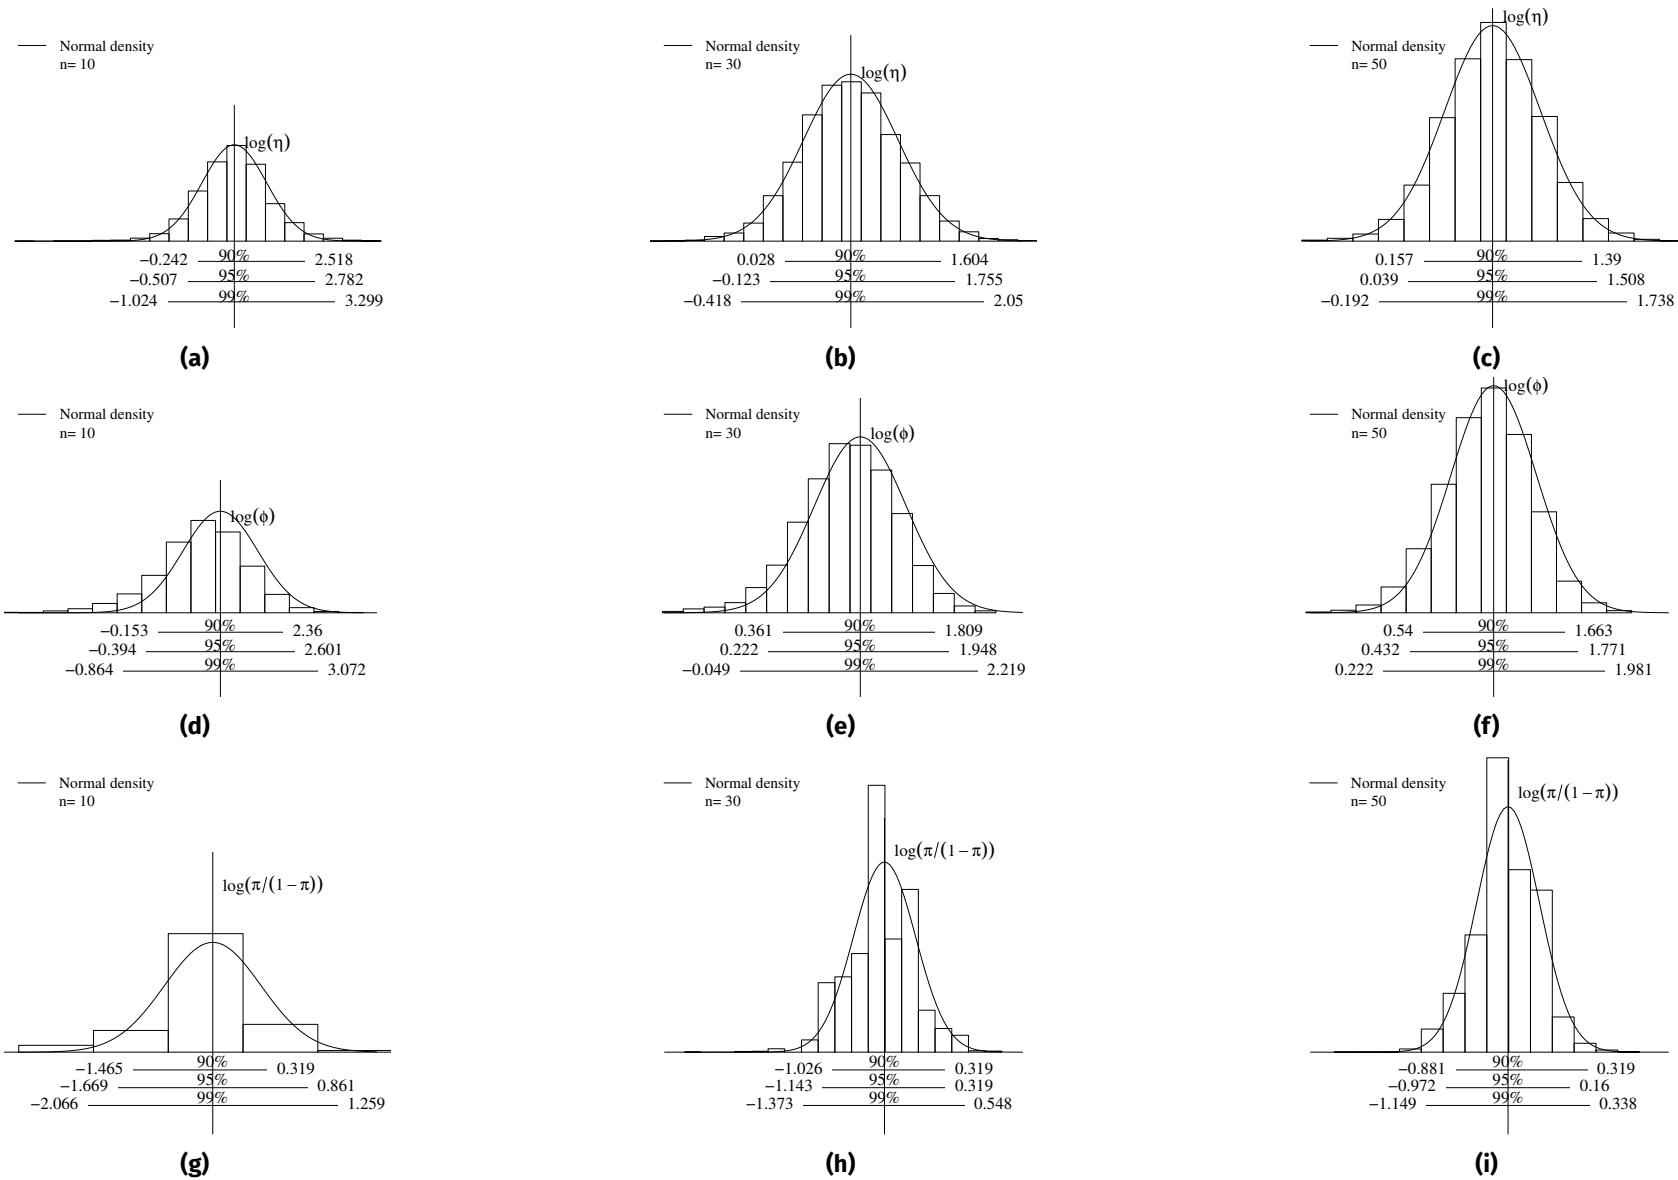 Normal density
n= 10
log(η)
−0.242 90% 2.518
−0.507 95% 2.782
−1.024 99% 3.299
(a)
Normal density
n= 30
log(η)
0.028 90% 1.604
−0.123 95% 1.755
−0.418 99% 2.05
(b)
Normal density
n= 50
log(η)
0.157 90% 1.39
0.039 95% 1.508
−0.192 99% 1.738
(c)
Normal density
n= 10
log(ϕ)
−0.153 90% 2.36
−0.394 95% 2.601
−0.864 99% 3.072
(d)
Normal density
n= 30
log(ϕ)
0.361 90% 1.809
0.222 95% 1.948
−0.049 99% 2.219
(e)
Normal density
n= 50
log(ϕ)
0.54 90% 1.663
0.432 95% 1.771
0.222 99% 1.981
(f)
Normal density
n= 10
log(π/(1−π))
−1.465 90% 0.319
−1.669 95% 0.861
−2.066 99% 1.259
(g)
Normal density
n= 30
log(π/(1−π))
−1.026 90% 0.319
−1.143 95% 0.319
−1.373 99% 0.548
(h)
Normal density
n= 50
log(π/(1−π))
−0.881 90% 0.319
−0.972 95% 0.16
−1.149 99% 0.338
(i)